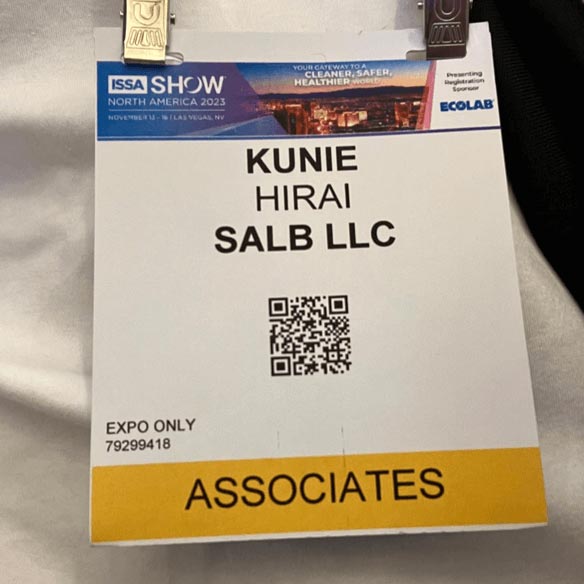 ISSA SHOW
NORTH AMERICA 2023
NOVEMBER 13 - 16 | LAS VEGAS, NV
YOUR GATEWAY TO A
CLEANER, SAFER,
HEALTHIER WORLD
Presenting
Registration
Sponsor
ECOLAB
KUNIE
HIRAI
SALB LLC
EXPO ONLY
79299418
ASSOCIATES